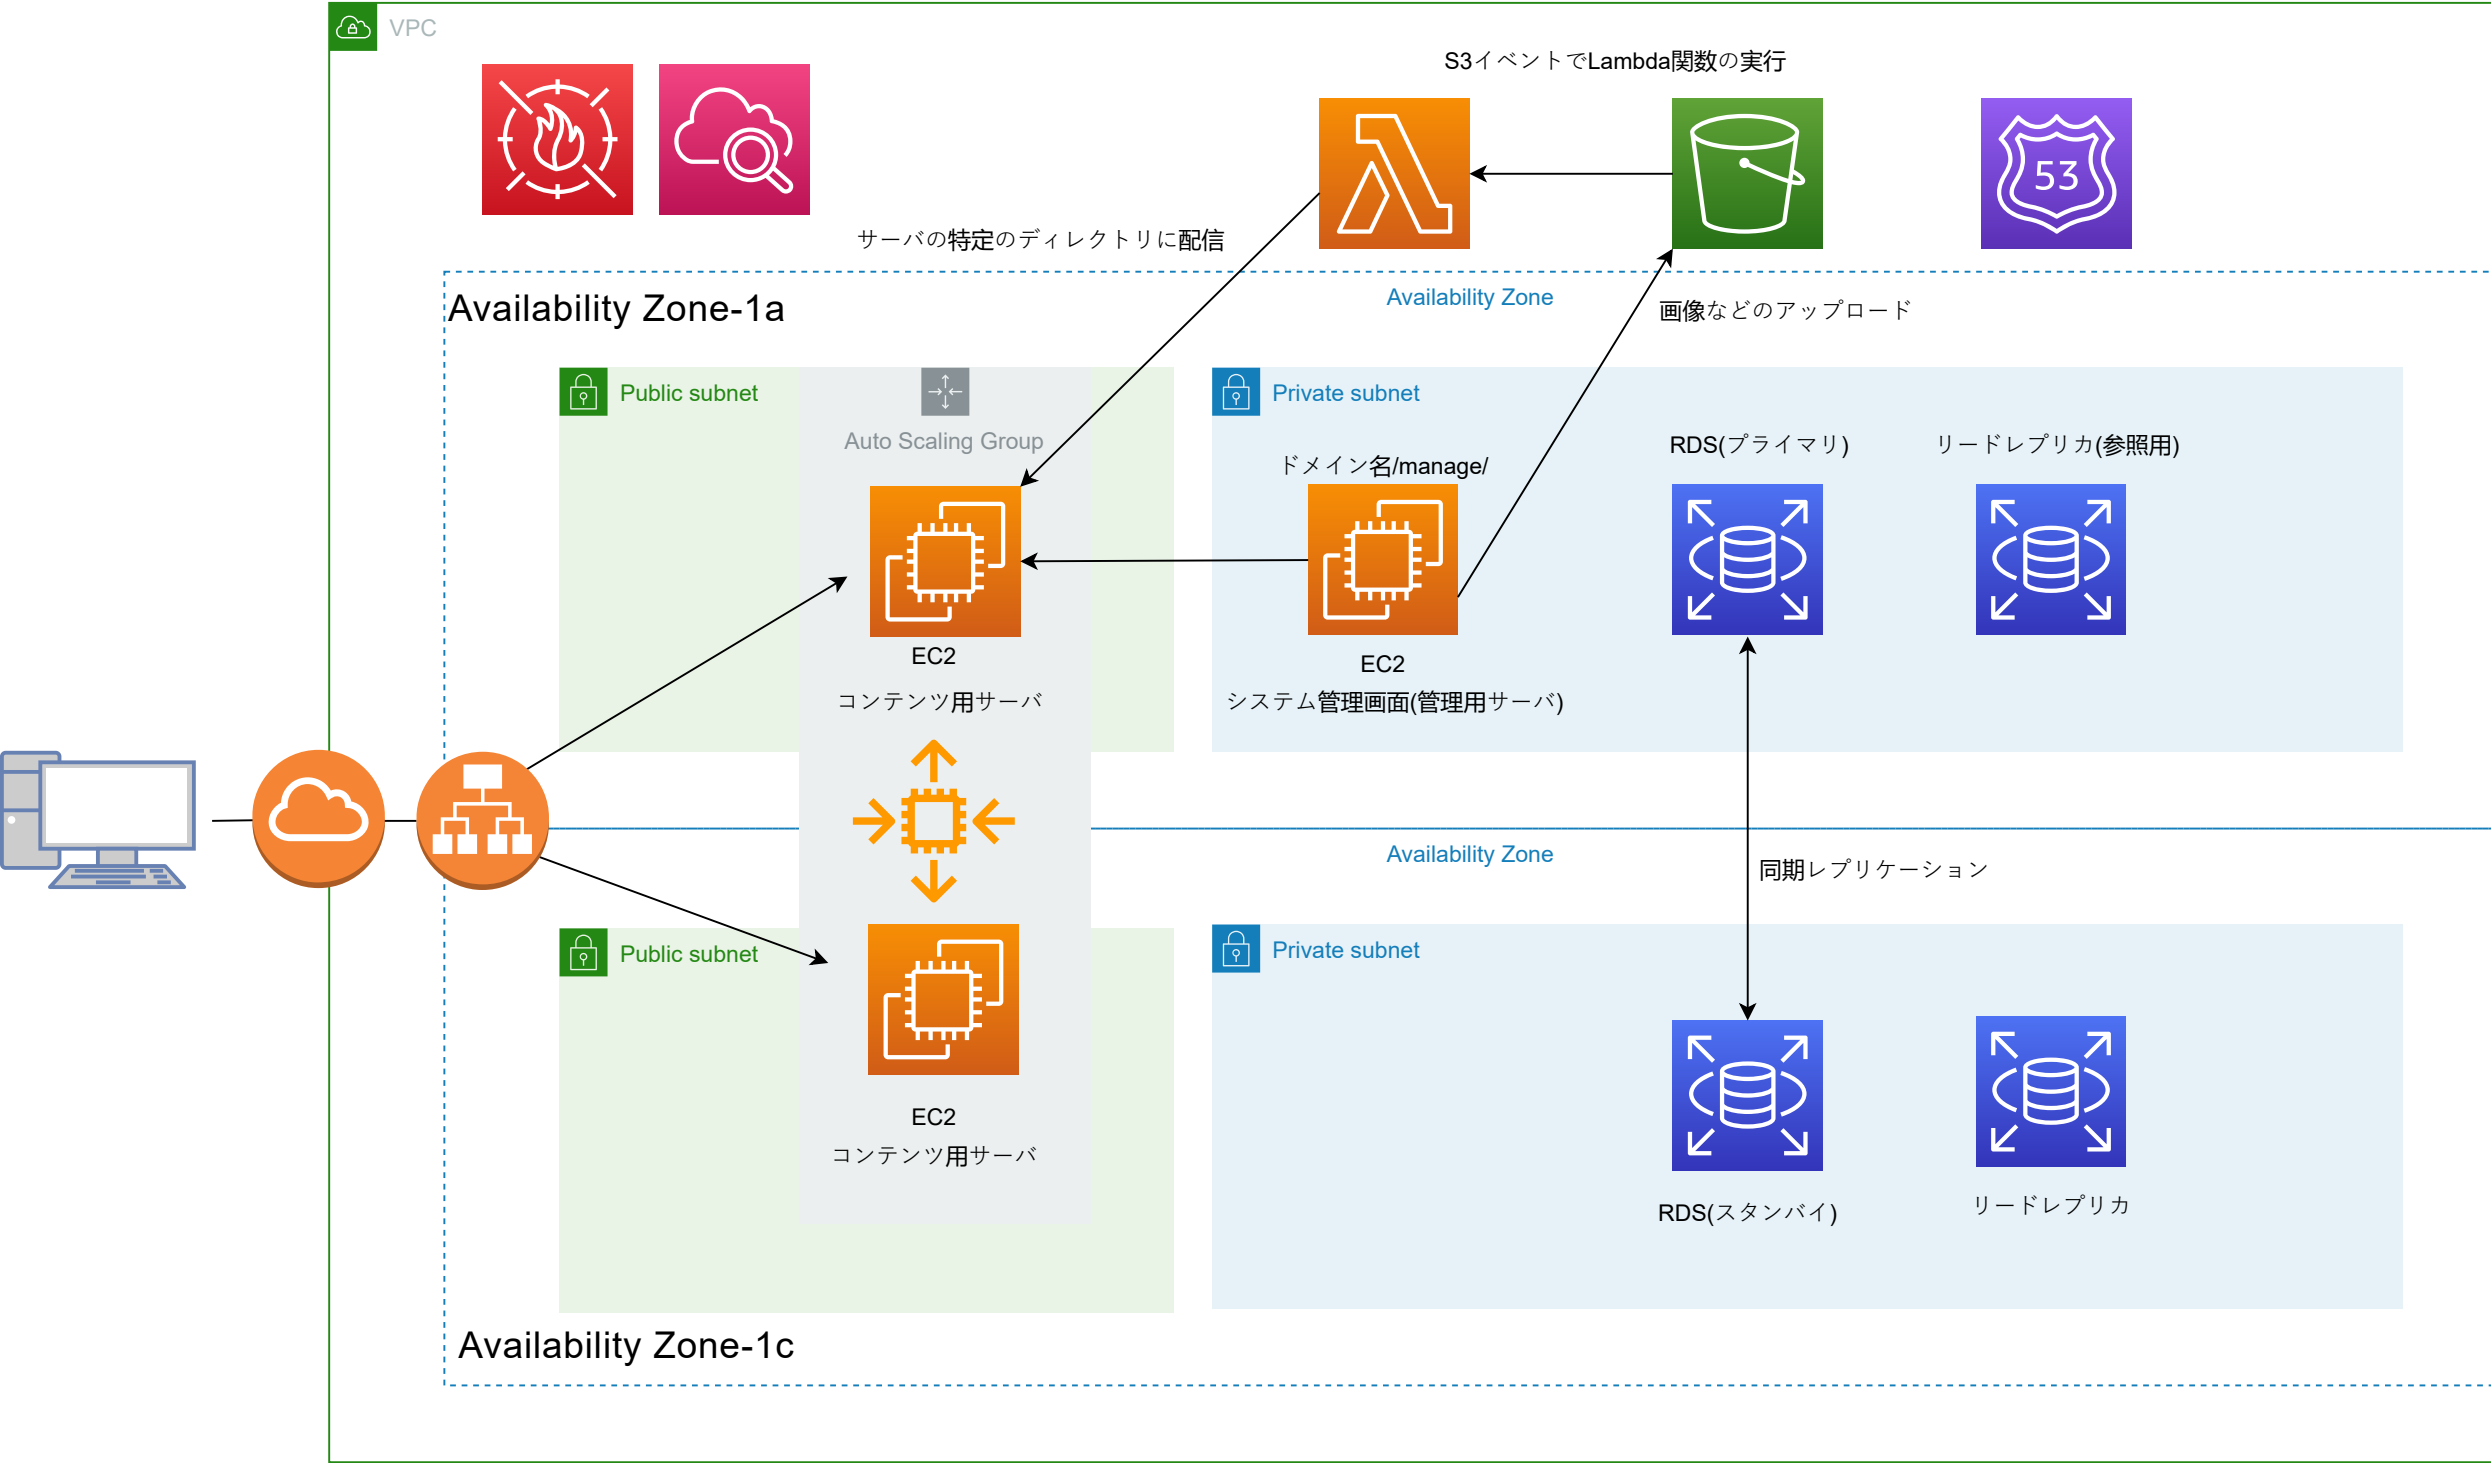 VPC
S3イベントでLambda関数の実行
53
サーバの特定のディレクトリに配信
Availability Zone-1a
Availability Zone
画像などのアップロード
Public subnet
Auto Scaling Group
Private subnet
ドメイン名/manage/
RDS(プライマリ)
リードレプリカ(参照用)
EC2
コンテンツ用サーバ
EC2
システム管理画面(管理用サーバ)
Availability Zone
同期レプリケーション
Public subnet
Private subnet
EC2
コンテンツ用サーバ
RDS(スタンバイ)
リードレプリカ
Availability Zone-1c